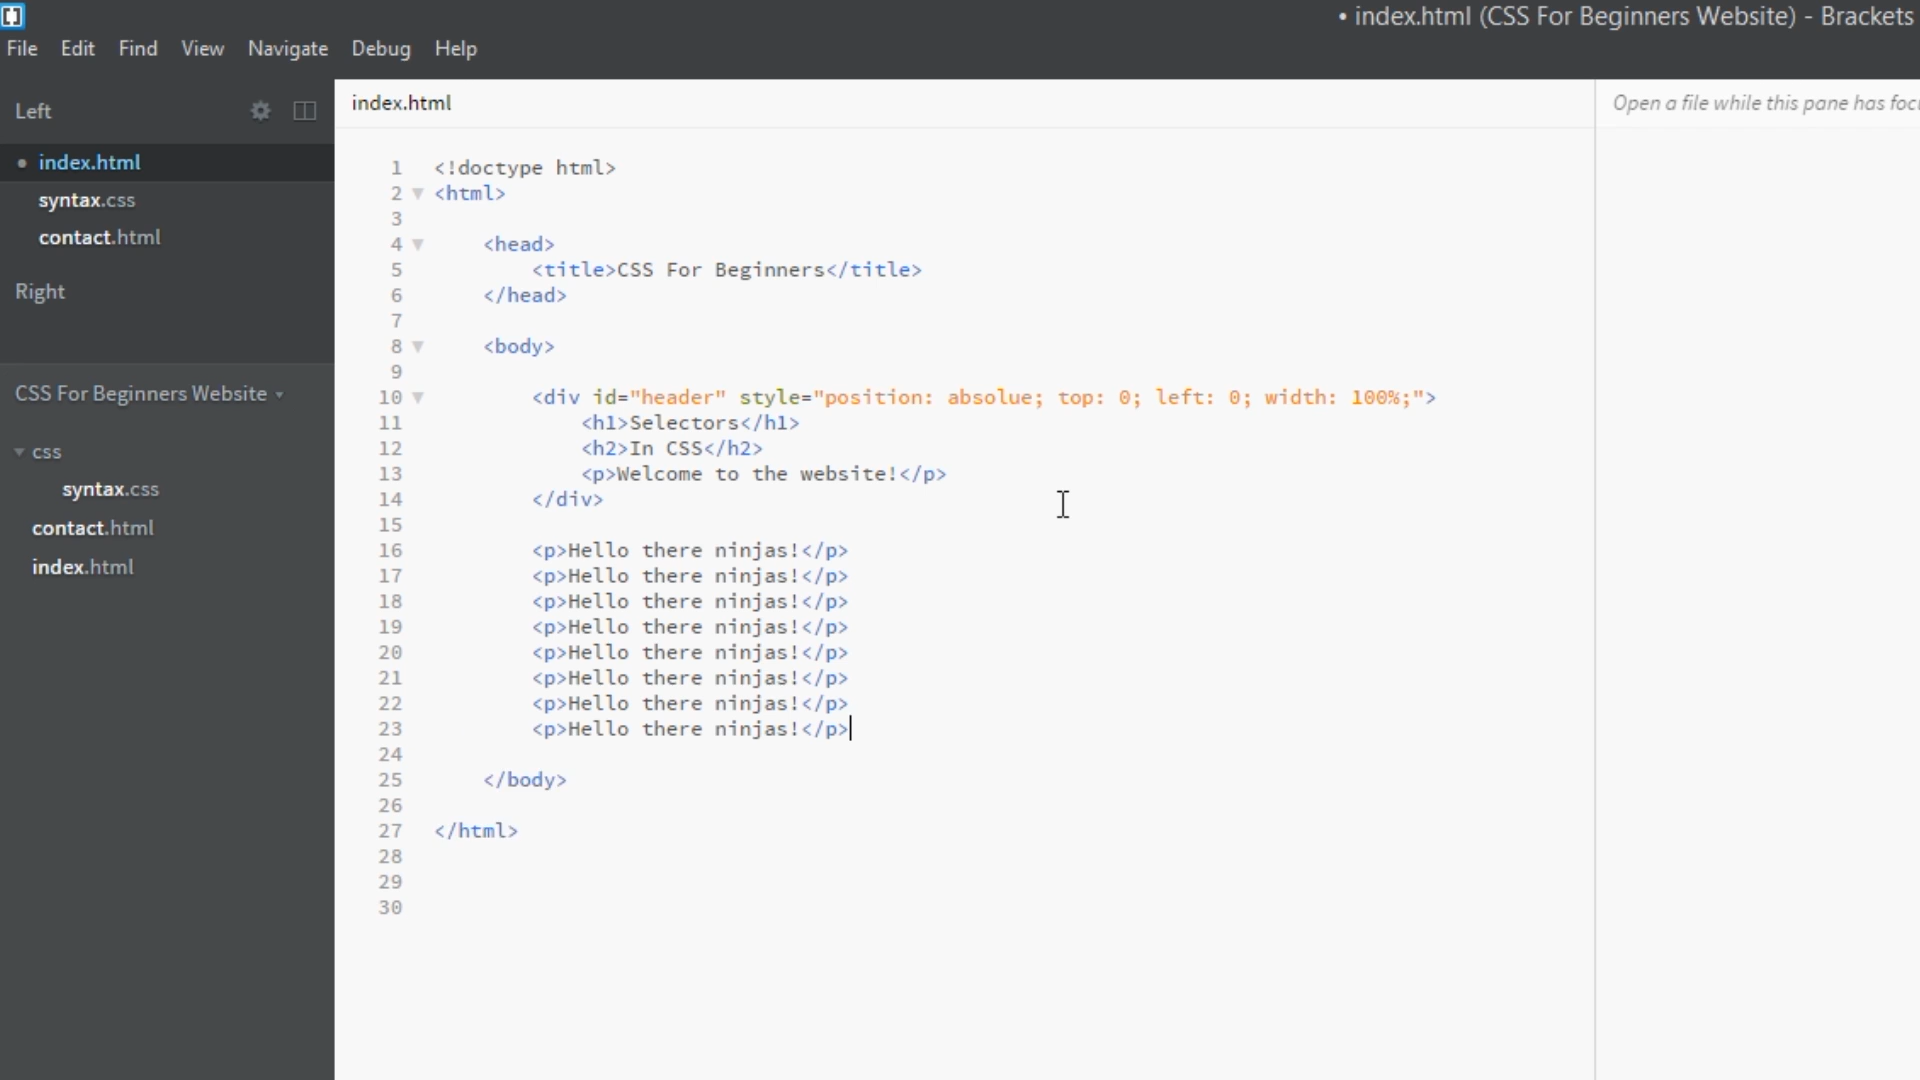 • index.html (CSS For Beginners Website) - Brackets
File Edit Find View Navigate Debug Help
Left
• index.html
syntax.css
contact.html
Right
CSS For Beginners Website
css
syntax.css
contact.html
index.html
index.html
1 <!doctype html>
2 <html>
3
4 <head>
5 <title>CSS For Beginners</title>
6 </head>
7
8 <body>
9
10 <div id="header" style="position: absolue; top: 0; left: 0; width: 100%;">
11 <h1>Selectors</h1>
12 <h2>In CSS</h2>
13 <p>Welcome to the website!</p>
14 </div>
15
16 <p>Hello there ninjas!</p>
17 <p>Hello there ninjas!</p>
18 <p>Hello there ninjas!</p>
19 <p>Hello there ninjas!</p>
20 <p>Hello there ninjas!</p>
21 <p>Hello there ninjas!</p>
22 <p>Hello there ninjas!</p>
23 <p>Hello there ninjas!</p>
24
25 </body>
26
27 </html>
28
29
30
Open a file while this pane has focu